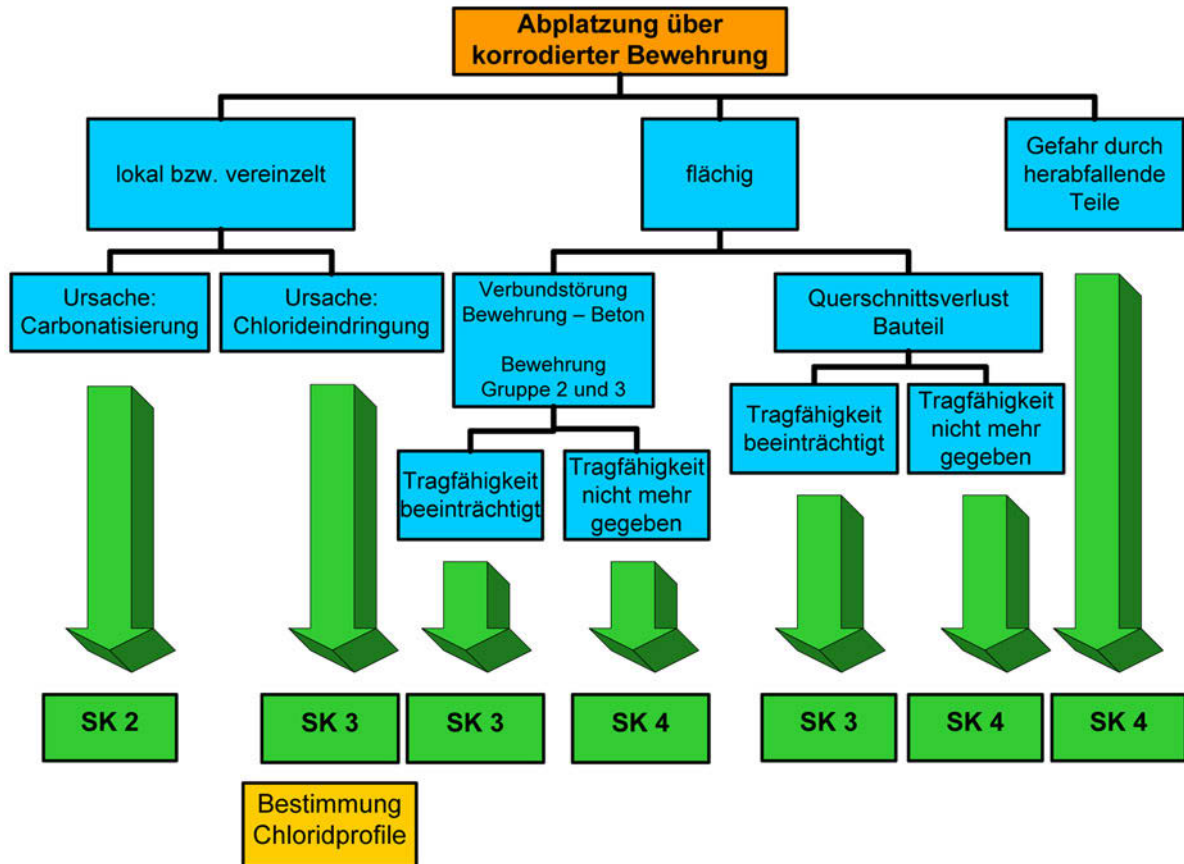 Abplatzung über
korrodierter Bewehrung
lokal bzw. vereinzelt
flächig
Gefahr durch
herabfallende
Teile
Ursache:
Carbonatisierung
Ursache:
Chlorideindringung
Verbundstörung
Bewehrung – Beton
Bewehrung
Gruppe 2 und 3
Querschnittsverlust
Bauteil
Tragfähigkeit
beeinträchtigt
Tragfähigkeit
nicht mehr
gegeben
Tragfähigkeit
beeinträchtigt
Tragfähigkeit
nicht mehr
gegeben
SK 2
SK 3
SK 3
SK 4
SK 3
SK 4
SK 4
Bestimmung
Chloridprofile